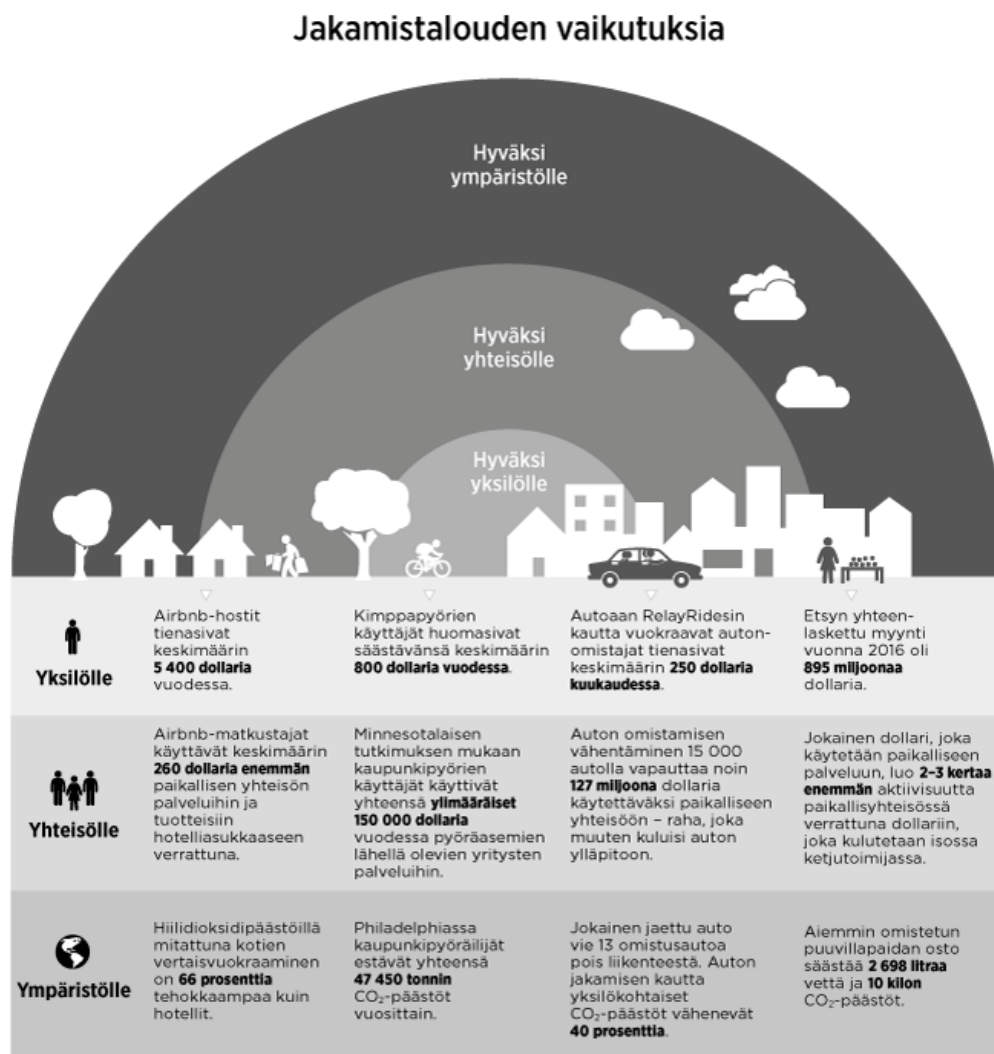 Jakamistalouden vaikutuksia
Hyväksi
ympäristölle
Hyväksi
yhteisölle
Hyväksi
yksilölle
Yksilölle
Airbnb-hostit
tienasivat
keskimäärin
5 400 dollaria
vuodessa.
Kimppapyörien
käyttäjät huomasivat
säästävänsä keskimäärin
800 dollaria vuodessa.
Autoaan RelayRidesin
kautta vuokraavat auton-
omistajat tienasivat
keskimäärin 250 dollaria
kuukaudessa.
Etsyn yhteen-
laskettu myynti
vuonna 2016 oli
895 miljoonaa
dollaria.
Yhteisölle
Airbnb-matkustajat
käyttävät keskimäärin
260 dollaria enemmän
paikallisen yhteisön
palveluihin ja
tuotteisiin
hotelliasukkaaseen
verrattuna.
Minnesotalaisen
tutkimuksen mukaan
kaupunkipyörien
käyttäjät käyttivät
yhteensä ylimääräiset
150 000 dollaria
vuodessa pyöräasemien
lähellä olevien yritysten
palveluihin.
Auton omistamisen
vähentäminen 15 000
autolla vapauttaa noin
127 miljoona dollaria
käytettäväksi paikalliseen
yhteisöön – raha, joka
muuten kuluisi auton
ylläpitoon.
Jokainen dollari, joka
käytetään paikalliseen
palveluun, luo 2–3 kertaa
enemmän aktiivisuutta
paikallisyhteisössä
verrattuna dollariin,
joka kulutetaan isossa
ketjutoimijassa.
Ympäristölle
Hiilidioksidipäästöillä
mitattuna kotien
vertaisvuokraaminen
on 66 prosenttia
tehokkaampaa kuin
hotellit.
Philadelphiassa
kaupunkipyöräilijät
estävät yhteensä
47 450 tonnin
CO₂-päästöt
vuosittain.
Jokainen jaettu auto
vie 13 omistusautoa
pois liikenteestä. Auton
jakamisen kautta
yksilökohtaiset
CO₂-päästöt vähenevät
40 prosenttia.
Aiemmin omistetun
puuvillapaidan osto
säästää 2 698 litraa
vettä ja 10 kilon
CO₂-päästöt.